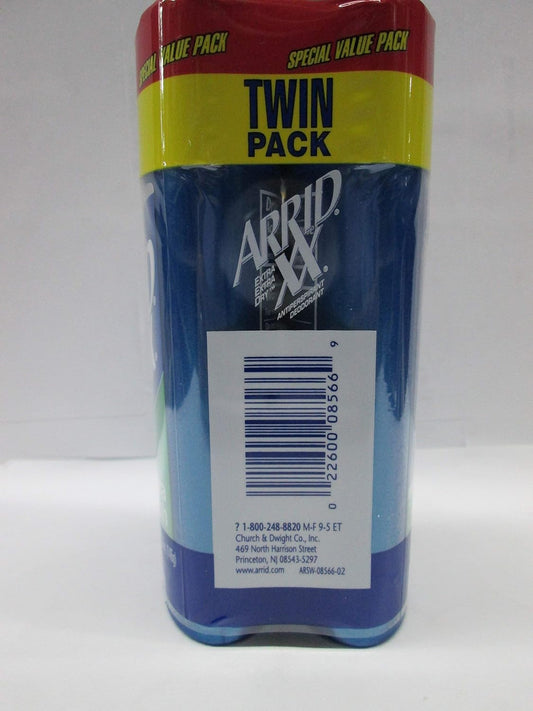 SPECIAL VALUE PACK
SPECIAL VALUE PACK
TWIN
PACK
ARRID®
XX®
EXTRA
EXTRA
DRY™
ANTIPERSPIRANT
DEODORANT
0 22600 08566 9
? 1-800-248-8820 M-F 9-5 ET
Church & Dwight Co., Inc.
469 North Harrison Street
Princeton, NJ 08543-5297
www.arrid.com ARSW-08566-02